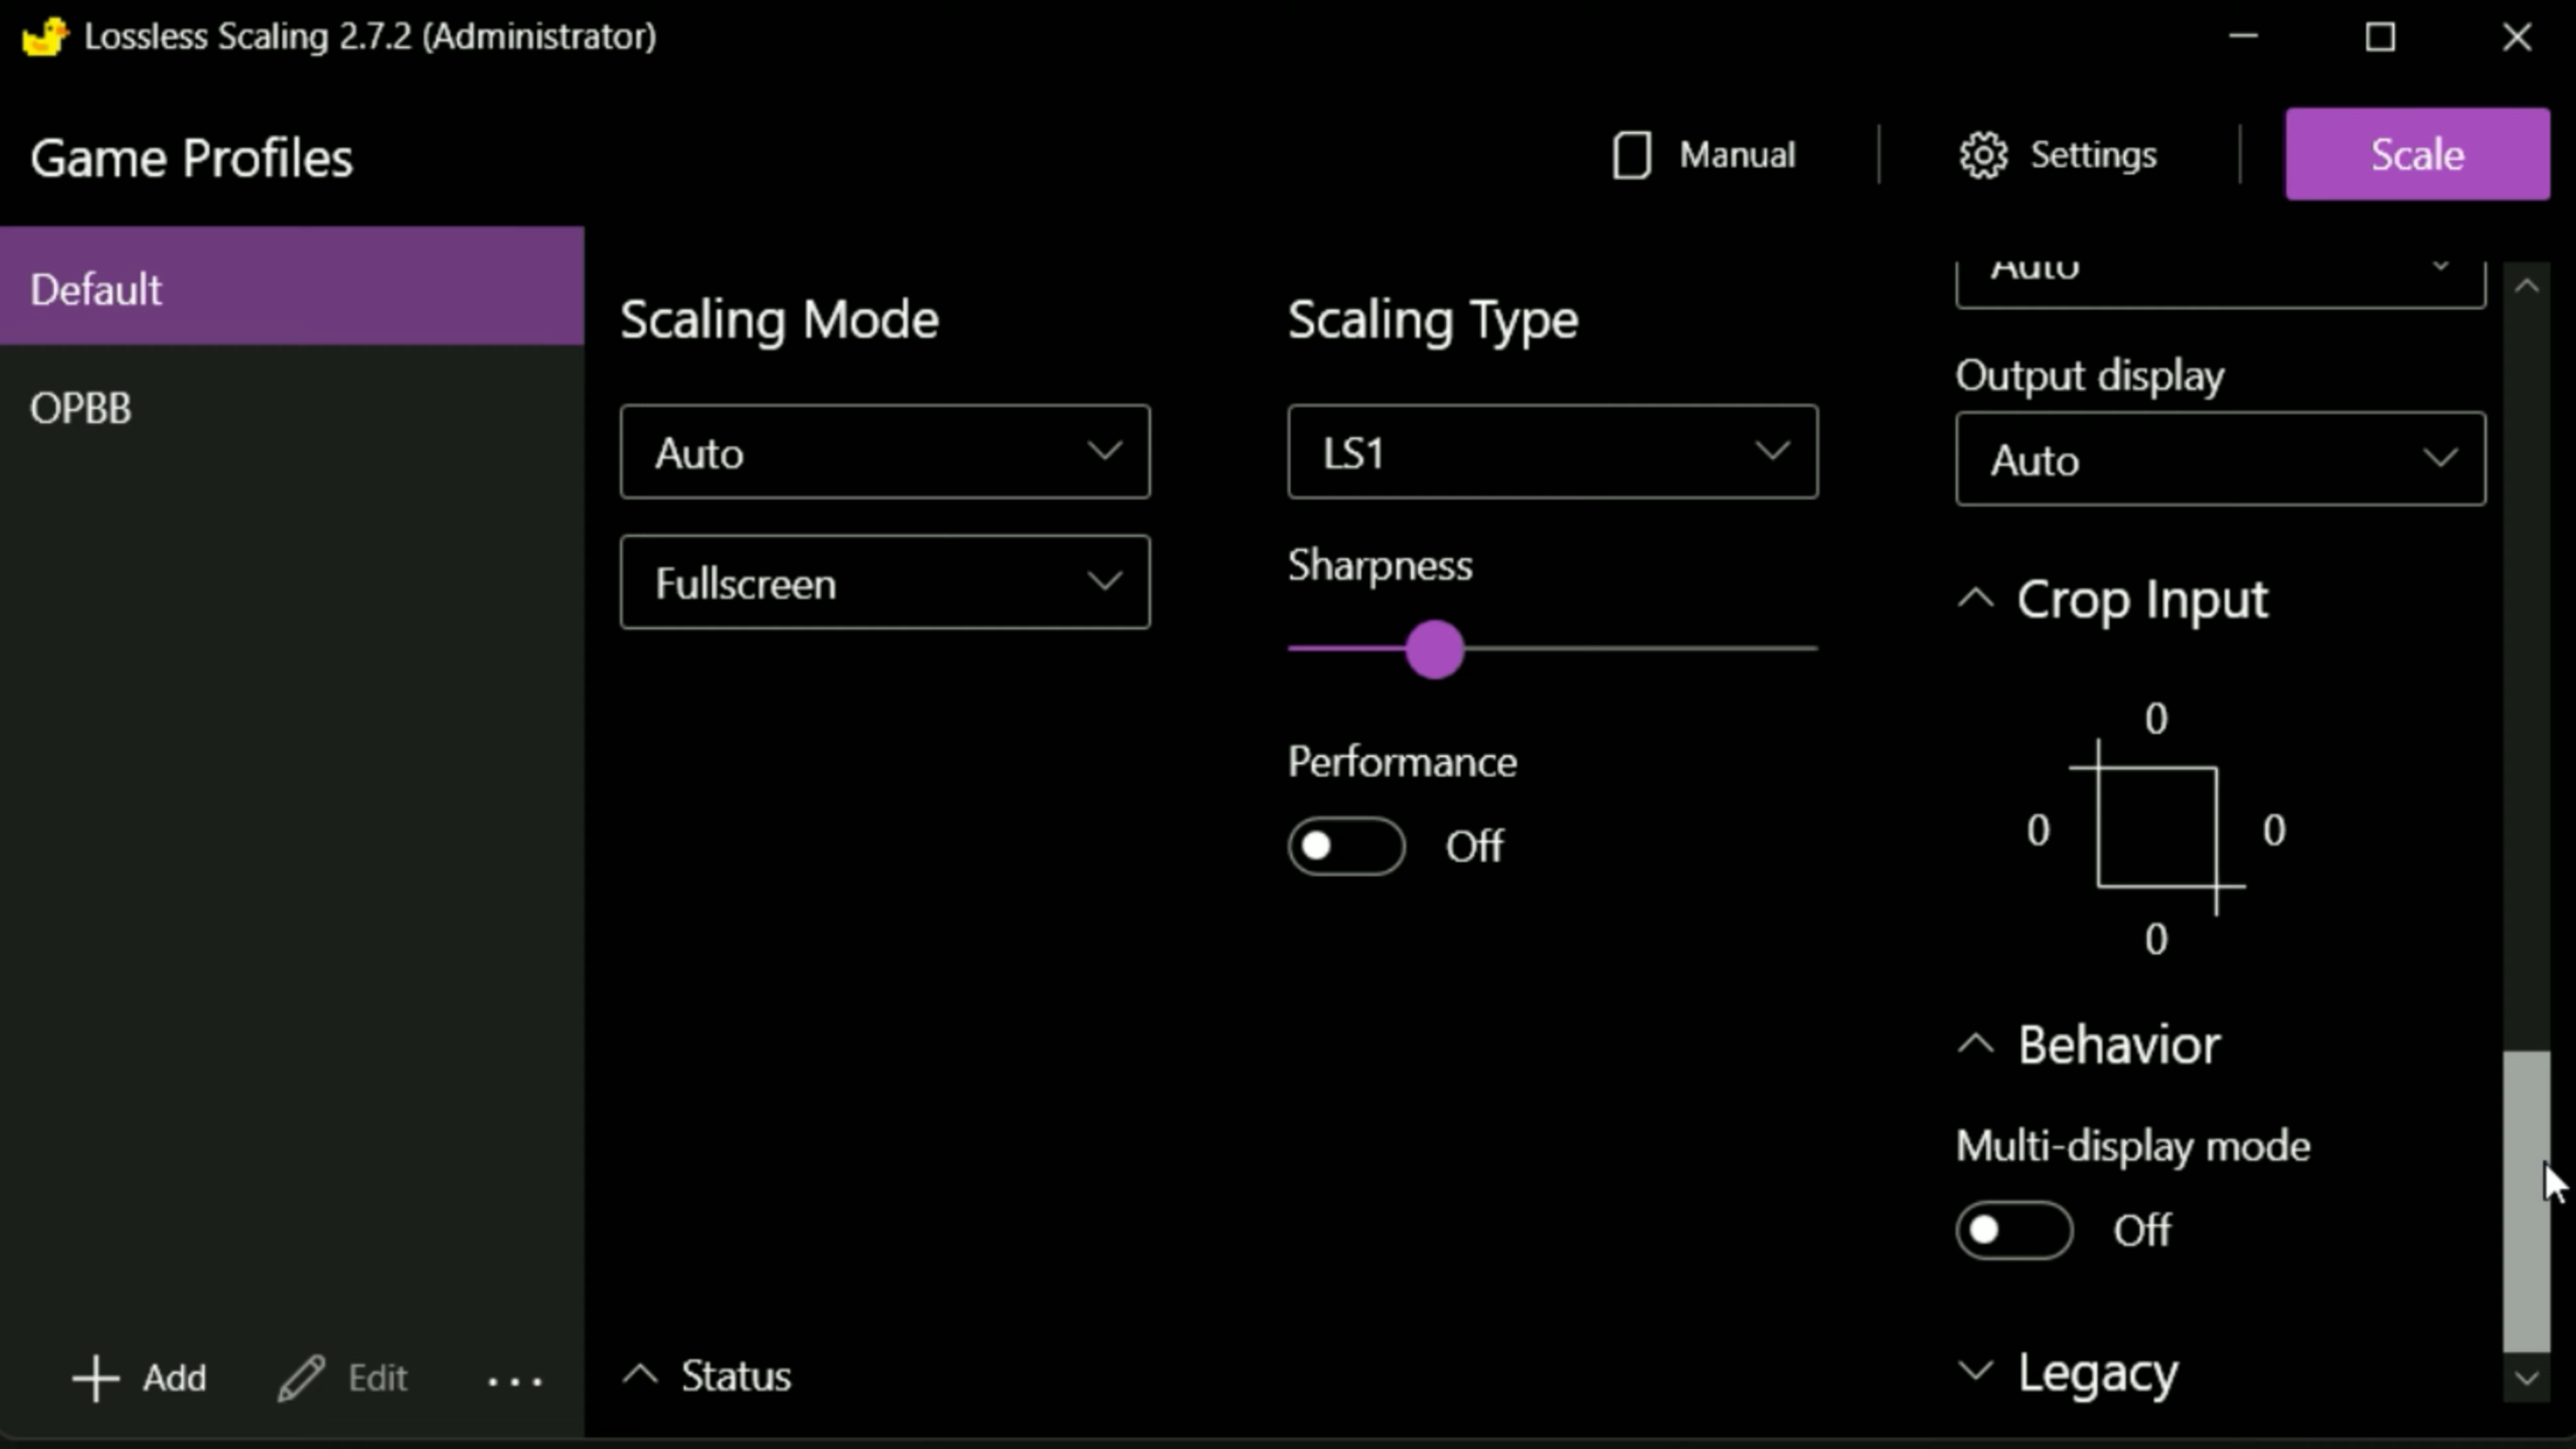 Lossless Scaling 2.7.2 (Administrator)
Game Profiles
Manual
Settings
Scale
Default
OPBB
Add
Edit
...
Scaling Mode
Auto
Fullscreen
Status
Scaling Type
LS1
Sharpness
Performance
Off
Auto
Output display
Auto
Crop Input
0
0
0
0
Behavior
Multi-display mode
Off
Legacy